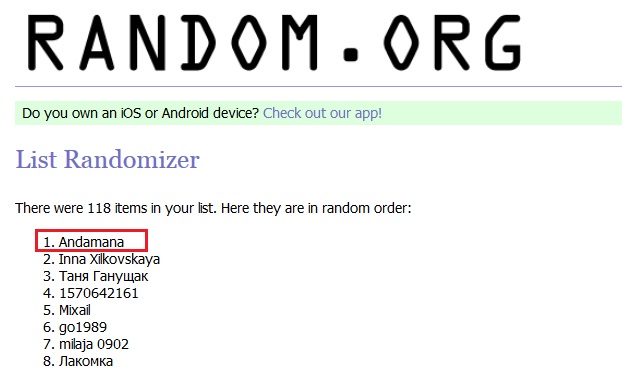 RANDOM.ORG
Do you own an iOS or Android device? Check out our app!
List Randomizer
There were 118 items in your list. Here they are in random order:
1. Andamana
2. Inna Xilkovskaya
3. Таня Ганущак
4. 1570642161
5. Mixail
6. go1989
7. milaja 0902
8. Лакомка